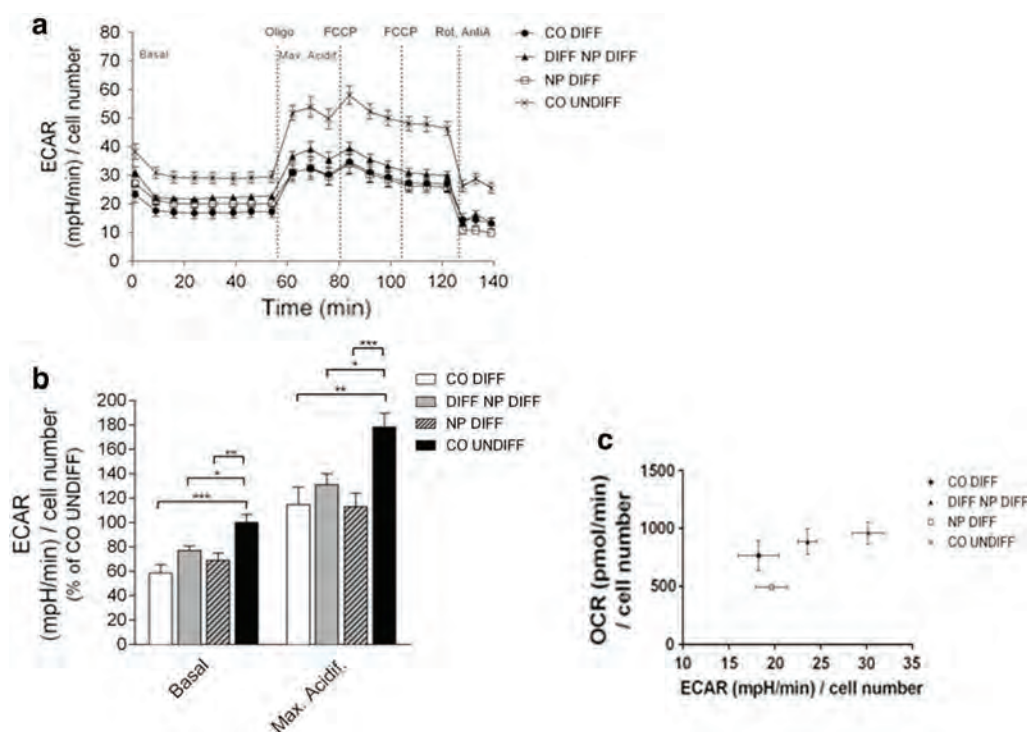 a
Oligo FCCP FCCP Rot. AntiA
Basal Max. Acidif.
80
70
60
50
40
30
20
10
0
ECAR
(mpH/min) / cell number
0 20 40 60 80 100 120 140
Time (min)
CO DIFF
DIFF NP DIFF
NP DIFF
CO UNDIFF
b
200
180
160
140
120
100
80
60
40
20
0
ECAR
(mpH/min) / cell number
(% of CO UNDIFF)
**
*
***
***
*
**
Basal
Max. Acidif.
CO DIFF
DIFF NP DIFF
NP DIFF
CO UNDIFF
c
1500
1000
500
0
OCR (pmol/min)
/ cell number
10 15 20 25 30 35
ECAR (mpH/min) / cell number
CO DIFF
DIFF NP DIFF
NP DIFF
CO UNDIFF